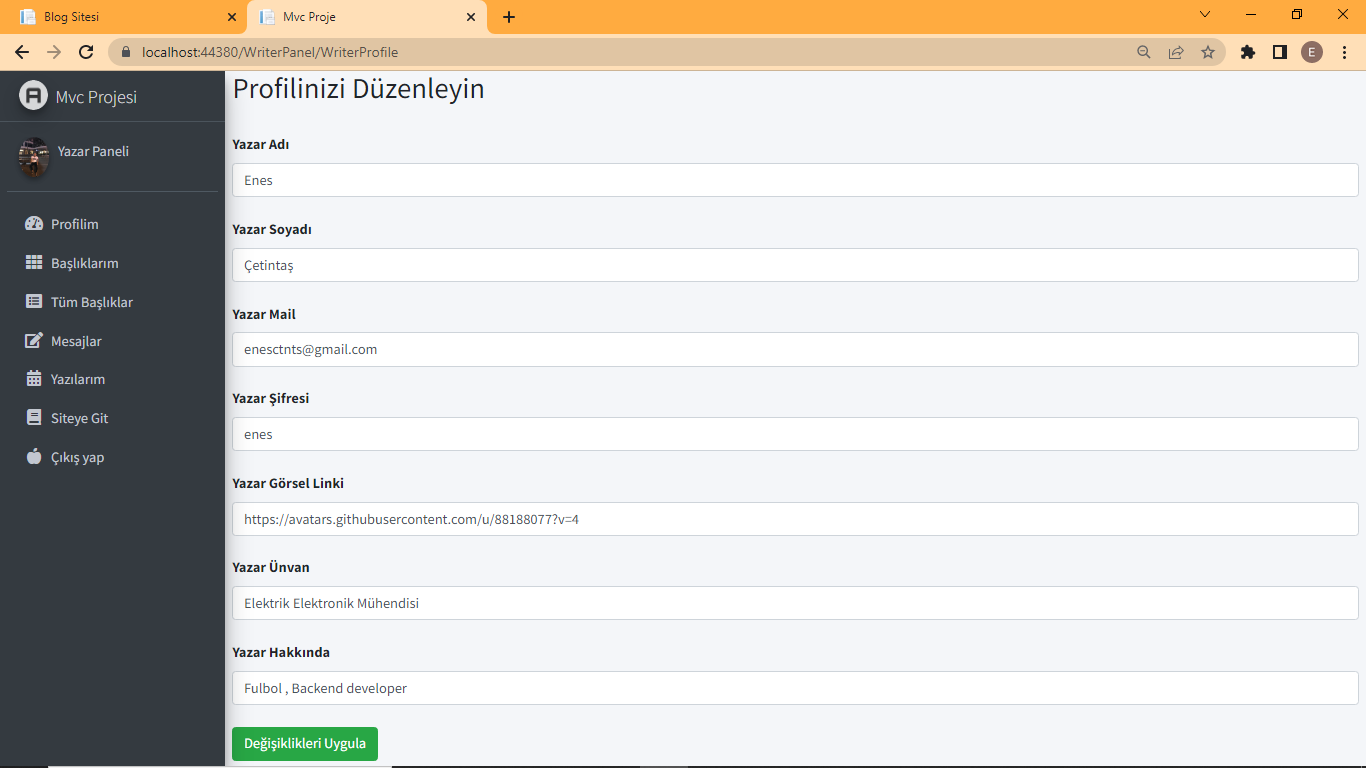 Blog Sitesi
Mvc Proje
localhost:44380/WriterPanel/WriterProfile
E
Mvc Projesi
Yazar Paneli
Profilim
Başlıklarım
Tüm Başlıklar
Mesajlar
Yazılarım
Siteye Git
Çıkış yap
Profilinizi Düzenleyin
Yazar Adı
Enes
Yazar Soyadı
Çetintaş
Yazar Mail
enesctnts@gmail.com
Yazar Şifresi
enes
Yazar Görsel Linki
https://avatars.githubusercontent.com/u/88188077?v=4
Yazar Ünvan
Elektrik Elektronik Mühendisi
Yazar Hakkında
Fulbol , Backend developer
Değişiklikleri Uygula